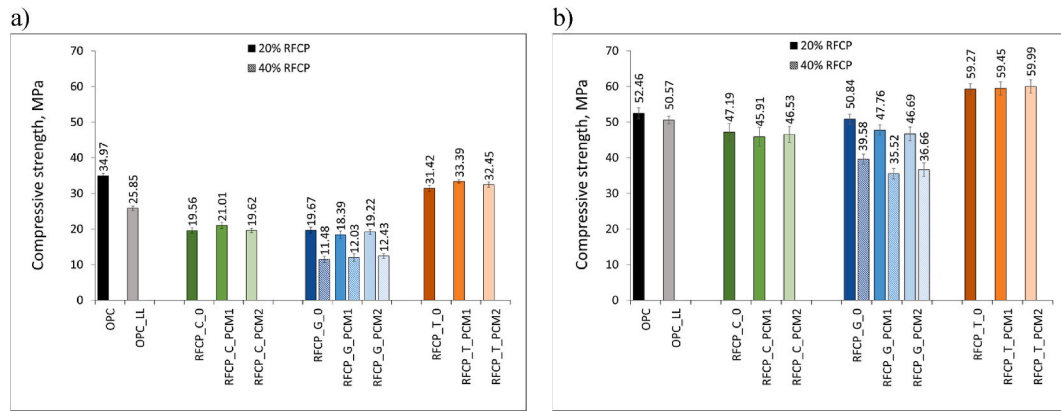 a)
Compressive strength, MPa
70
60
50
40
30
20
10
0
20% RFCP
40% RFCP
34.97
25.85
19.56
21.01
19.62
19.67
11.48
18.39
12.03
19.22
12.43
31.42
33.39
32.45
OPC
OPC_LL
RFCP_C_0
RFCP_C_PCM1
RFCP_C_PCM2
RFCP_G_0
RFCP_G_PCM1
RFCP_G_PCM2
RFCP_T_0
RFCP_T_PCM1
RFCP_T_PCM2
b)
Compressive strength, MPa
70
60
50
40
30
20
10
0
20% RFCP
40% RFCP
52.46
50.57
47.19
45.91
46.53
50.84
39.58
47.76
35.52
46.69
36.66
59.27
59.45
59.99
OPC
OPC_LL
RFCP_C_0
RFCP_C_PCM1
RFCP_C_PCM2
RFCP_G_0
RFCP_G_PCM1
RFCP_G_PCM2
RFCP_T_0
RFCP_T_PCM1
RFCP_T_PCM2